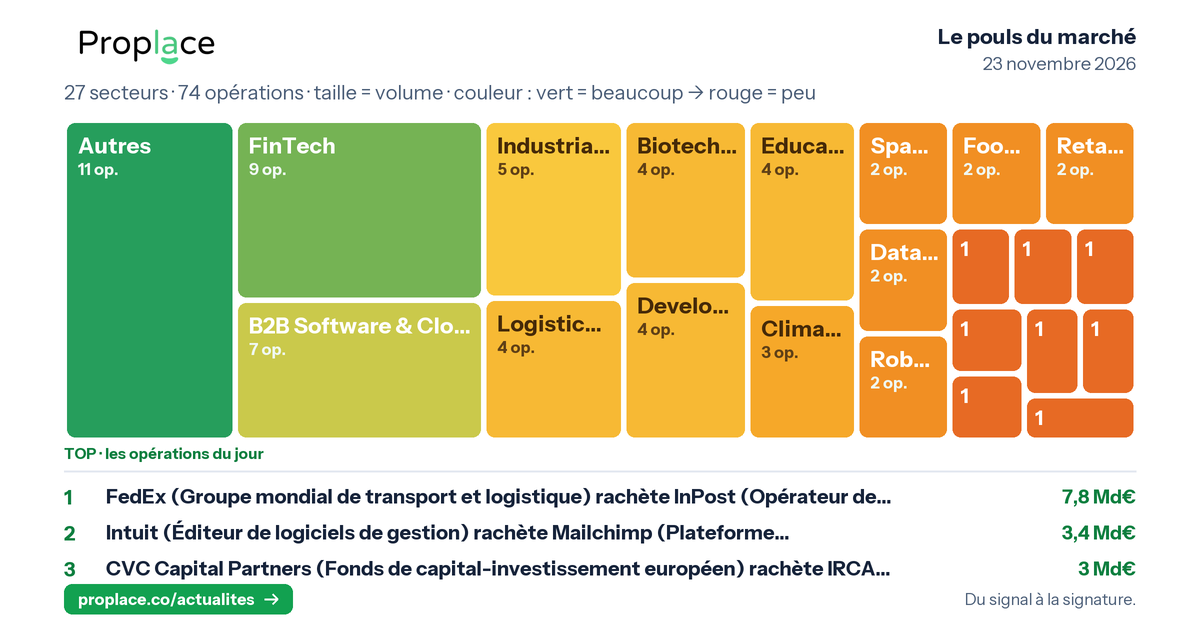 Proplace
Le pouls du marché
23 novembre 2026
27 secteurs · 74 opérations · taille = volume · couleur : vert = beaucoup → rouge = peu
Autres
11 op.
FinTech
9 op.
B2B Software & Clo...
7 op.
Industria...
5 op.
Logistic...
4 op.
Biotech...
4 op.
Develo...
4 op.
Educa...
4 op.
Clima...
3 op.
Spa...
2 op.
Foo...
2 op.
Reta...
2 op.
Data...
2 op.
Rob...
2 op.
1
1
1
1
1
1
1
1
TOP · les opérations du jour
1 FedEx (Groupe mondial de transport et logistique) rachète InPost (Opérateur de... 7,8 Md€
2 Intuit (Éditeur de logiciels de gestion) rachète Mailchimp (Plateforme... 3,4 Md€
3 CVC Capital Partners (Fonds de capital-investissement européen) rachète IRCA... 3 Md€
proplace.co/actualites →
Du signal à la signature.